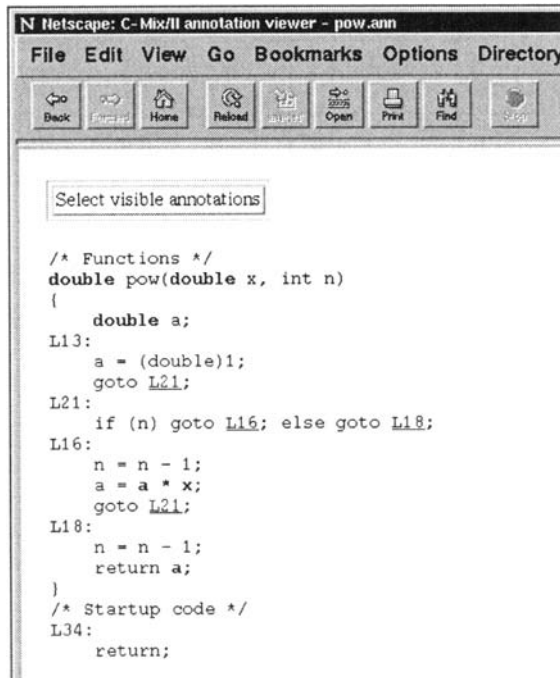 N Netscape: C-Mix/II annotation viewer - pow.ann
File Edit View Go Bookmarks Options Directory
Back Forward Home Reload Images Open Print Find Stop
Select visible annotations
/* Functions */
double pow(double x, int n)
{
    double a;
L13:
    a = (double)1;
    goto L21;
L21:
    if (n) goto L16; else goto L18;
L16:
    n = n - 1;
    a = a * x;
    goto L21;
L18:
    n = n - 1;
    return a;
}
/* Startup code */
L34:
    return;